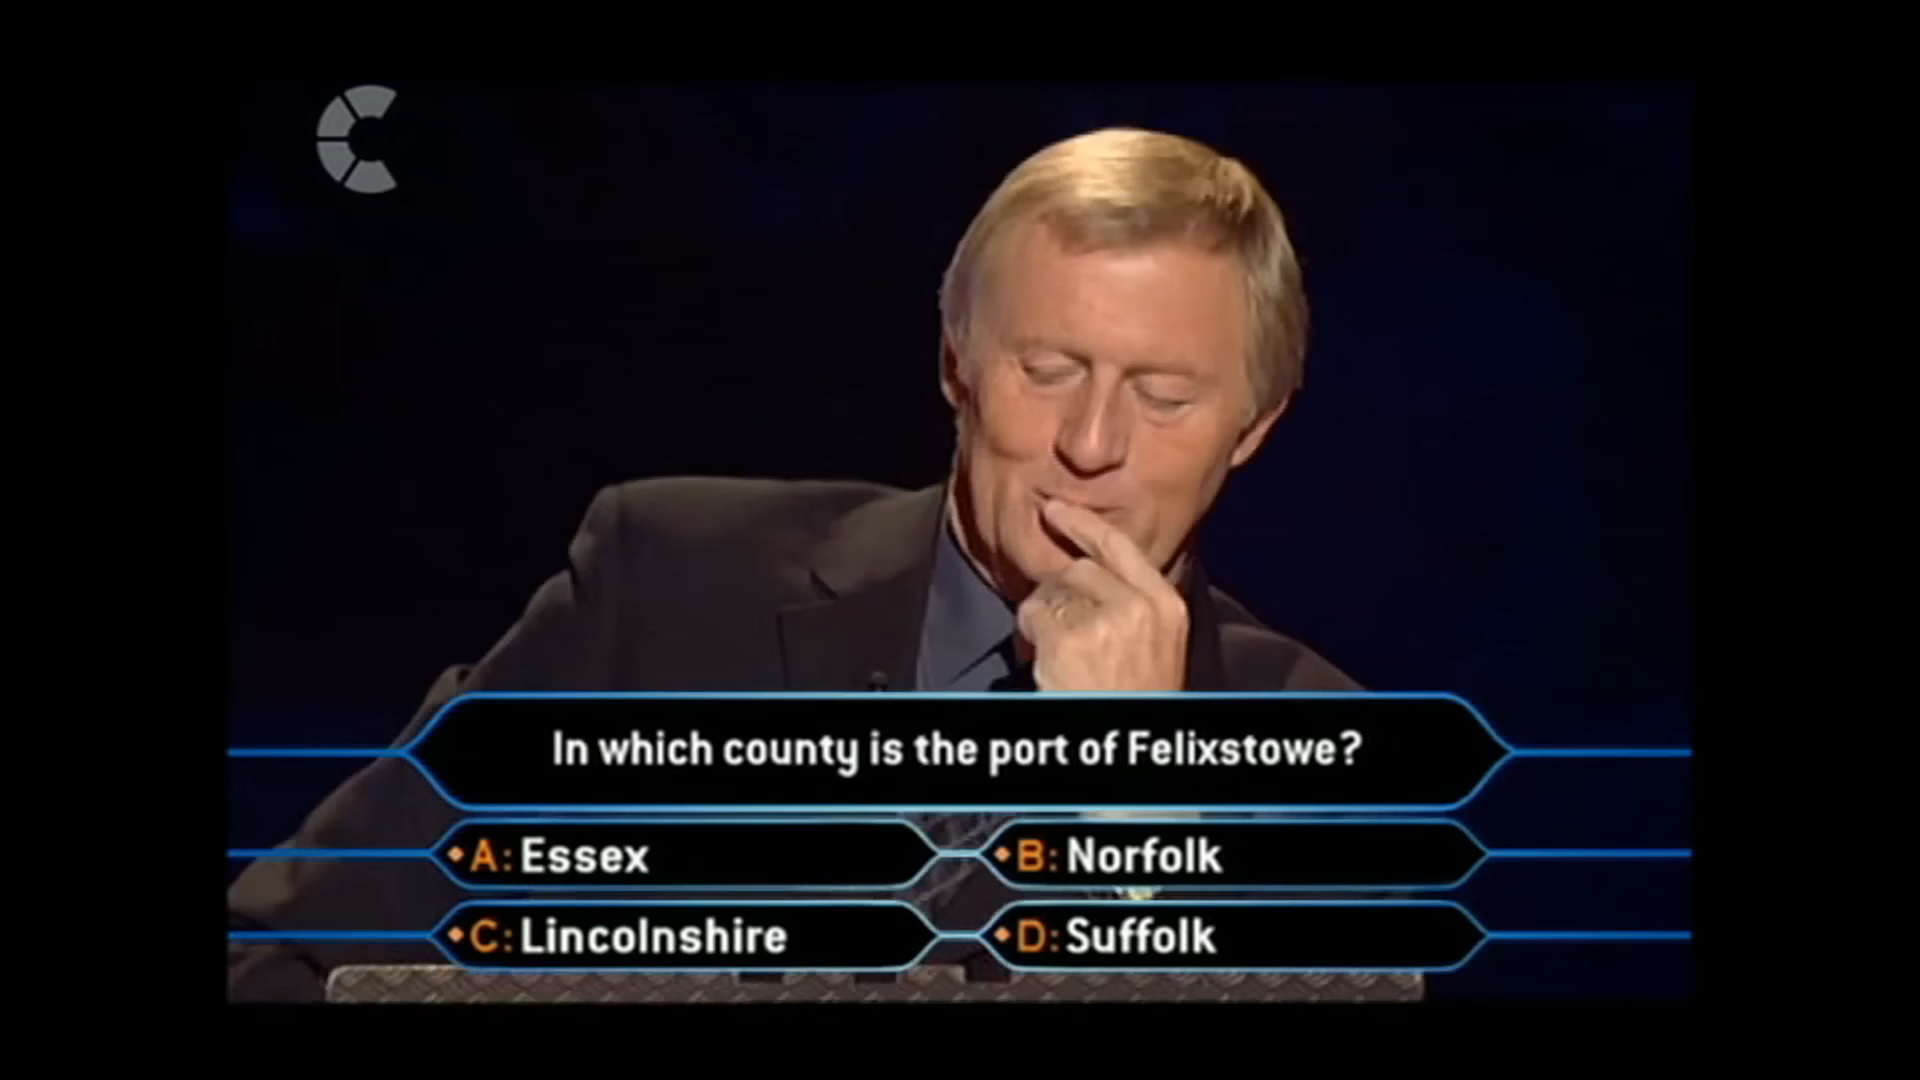 In which county is the port of Felixstowe?
A: Essex
B: Norfolk
C: Lincolnshire
D: Suffolk